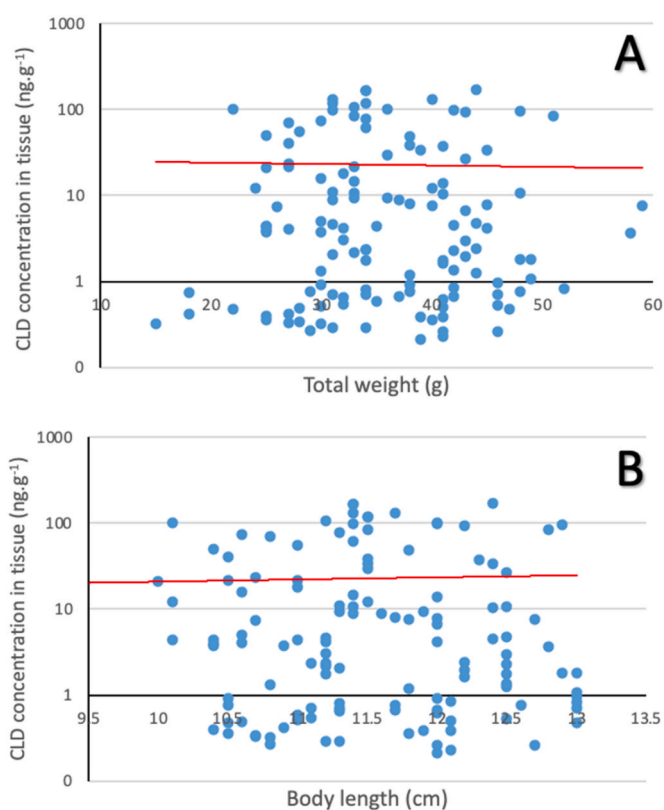 A
1000
100
10
1
0
10 20 30 40 50 60
CLD concentration in tissue (ng.g-1)
Total weight (g)
B
1000
100
10
1
0
9.5 10 10.5 11 11.5 12 12.5 13 13.5
CLD concentration in tissue (ng.g-1)
Body length (cm)